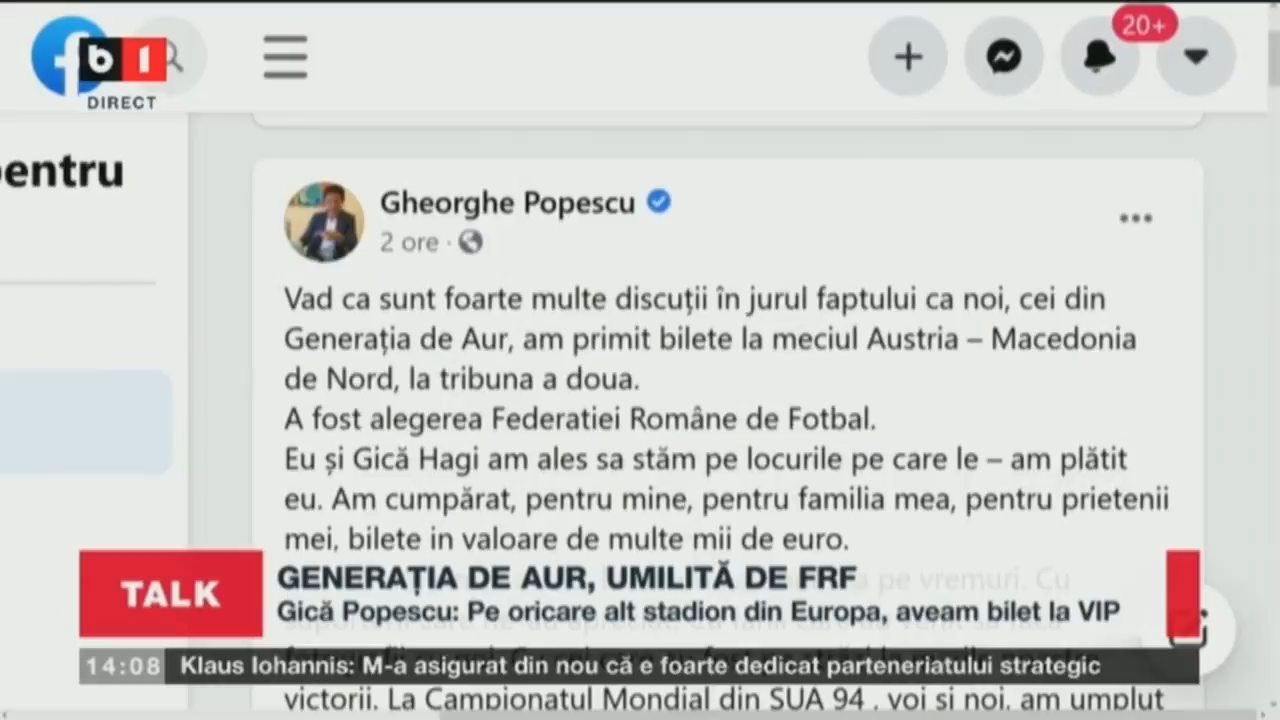 b1
DIRECT
20+
pentru
Gheorghe Popescu
2 ore ·
Vad ca sunt foarte multe discuții în jurul faptului ca noi, cei din
Generația de Aur, am primit bilete la meciul Austria – Macedonia
de Nord, la tribuna a doua.
A fost alegerea Federatiei Române de Fotbal.
Eu și Gică Hagi am ales sa stăm pe locurile pe care le – am plătit
eu. Am cumpărat, pentru mine, pentru familia mea, pentru prietenii
mei, bilete in valoare de multe mii de euro.
pe vremuri. Cu
TALK
GENERAȚIA DE AUR, UMILITĂ DE FRF
Gică Popescu: Pe oricare alt stadion din Europa, aveam bilet la VIP
14:08 Klaus Iohannis: M-a asigurat din nou că e foarte dedicat parteneriatului strategic
victorii. La Campionatul Mondial din SUA 94 , voi si noi, am umplut